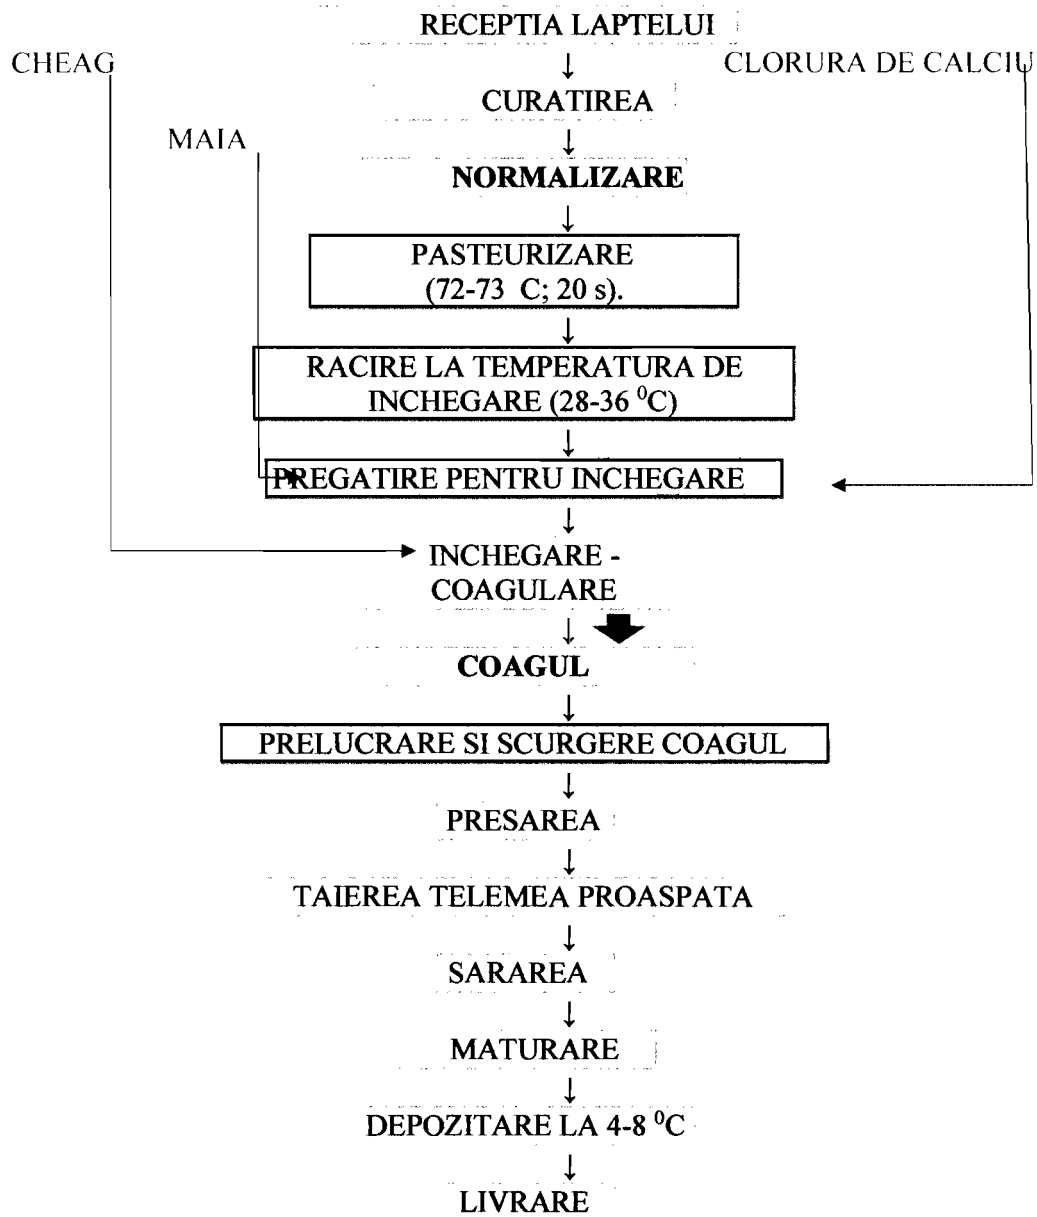 RECEPTIA LAPTELUI
CHEAG
CLORURA DE CALCIU
CURATIREA
MAIA
NORMALIZARE
PASTEURIZARE
(72-73 C; 20 s).
RACIRE LA TEMPERATURA DE
INCHEGARE (28-36 ⁰C)
PREGATIRE PENTRU INCHEGARE
INCHEGARE -
COAGULARE
COAGUL
PRELUCRARE SI SCURGERE COAGUL
PRESAREA
TAIEREA TELEMEA PROASPATA
SARAREA
MATURARE
DEPOZITARE LA 4-8 ⁰C
LIVRARE